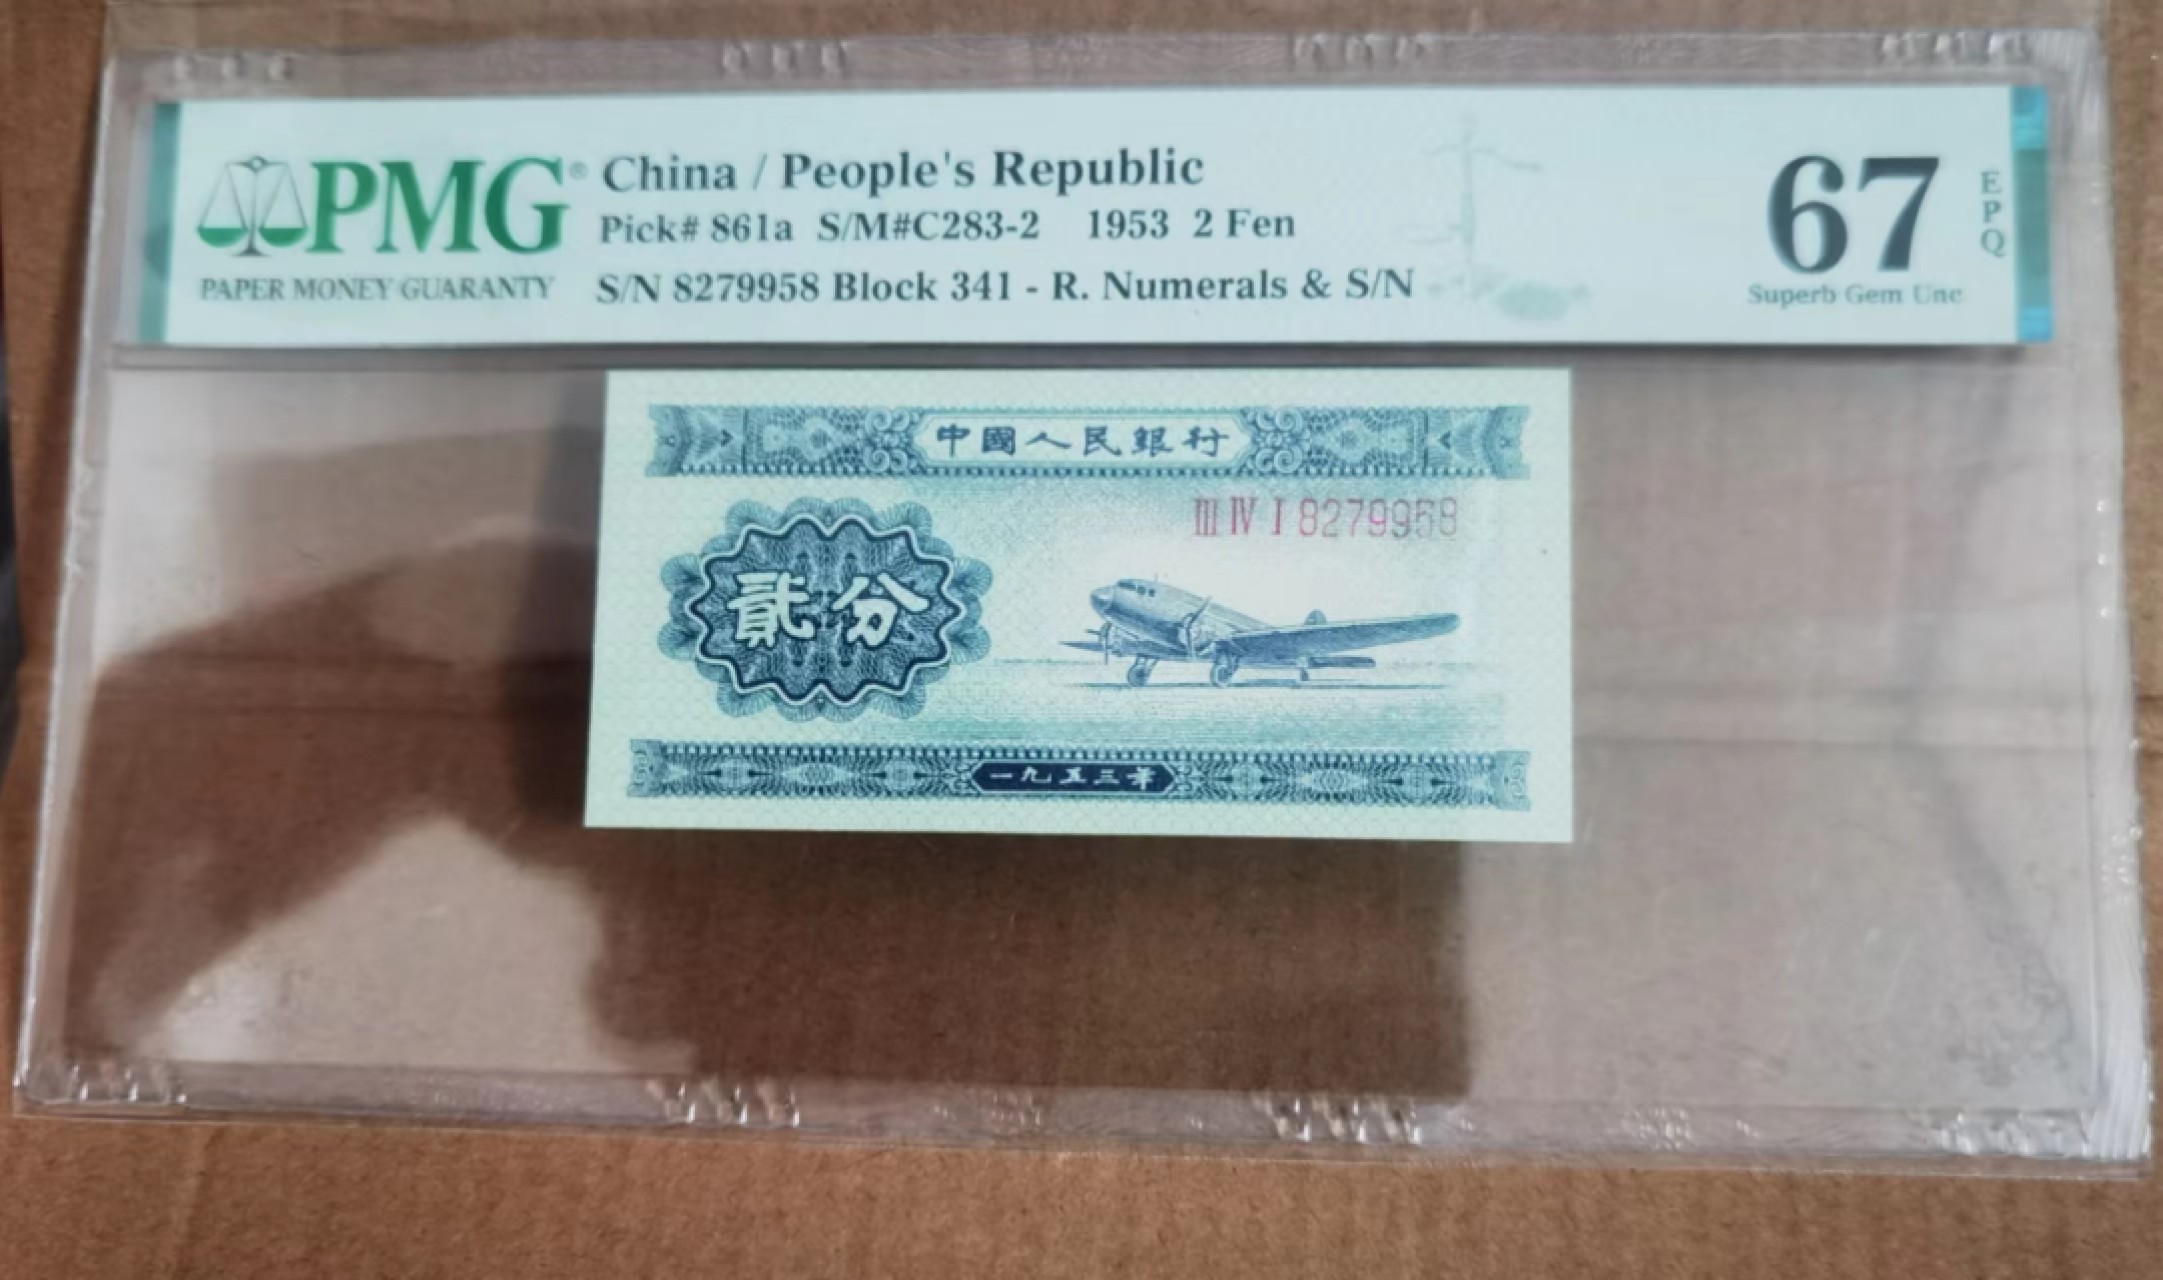 PMG® China / People's Republic
Pick# 861a S/M#C283-2 1953 2 Fen
PAPER MONEY GUARANTY S/N 8279958 Block 341 - R. Numerals & S/N
67 EPQ
Superb Gem Unc
中國人民銀行
III IV I 8279958
貳分
一九五三年